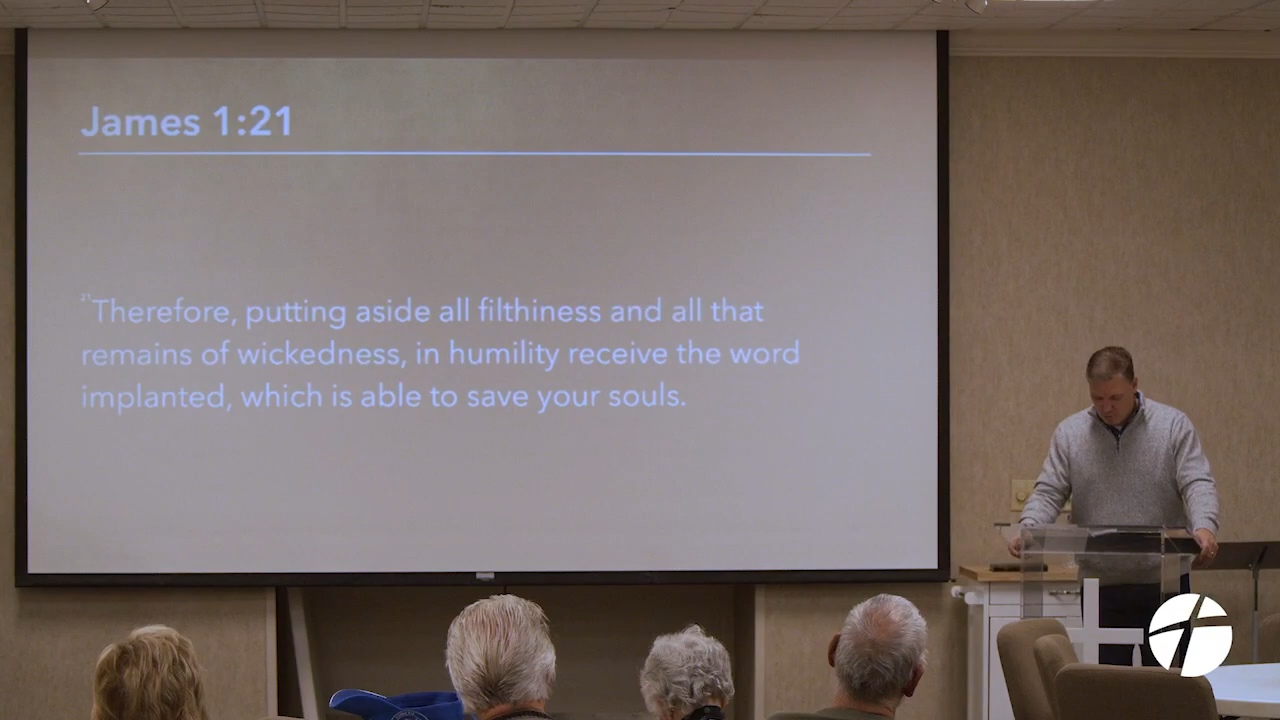 James 1:21
21Therefore, putting aside all filthiness and all that
remains of wickedness, in humility receive the word
implanted, which is able to save your souls.